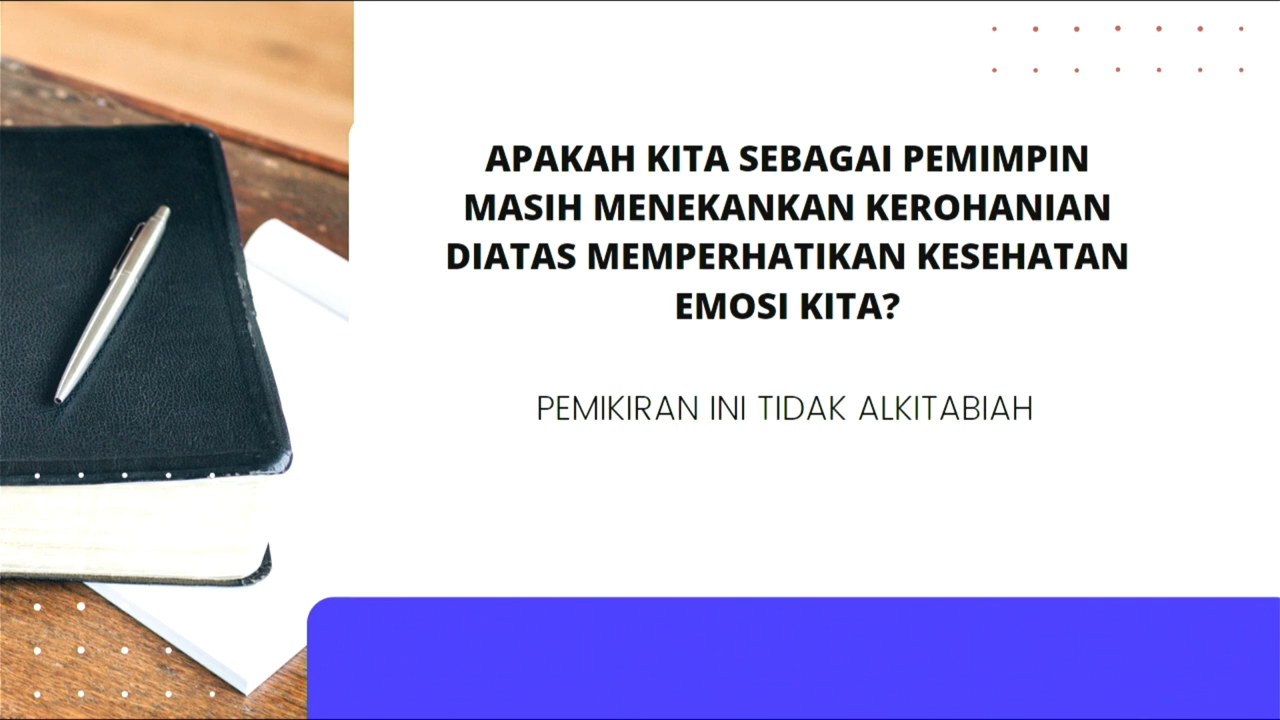 APAKAH KITA SEBAGAI PEMIMPIN
MASIH MENEKANKAN KEROHANIAN
DIATAS MEMPERHATIKAN KESEHATAN
EMOSI KITA?
PEMIKIRAN INI TIDAK ALKITABIAH